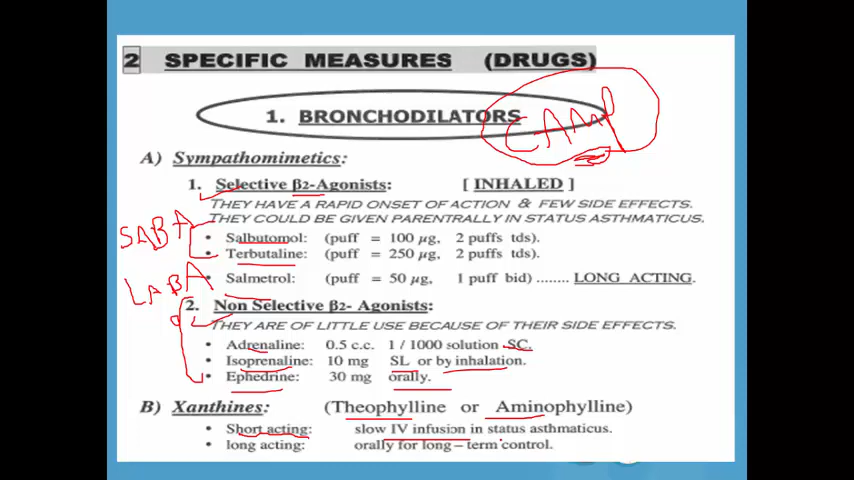 2 SPECIFIC MEASURES (DRUGS)
1. BRONCHODILATORS
CAMP
A) Sympathomimetics:
1. Selective β2-Agonists: [ INHALED ]
THEY HAVE A RAPID ONSET OF ACTION & FEW SIDE EFFECTS.
THEY COULD BE GIVEN PARENTRALLY IN STATUS ASTHMATICUS.
SABA
• Salbutomol: (puff = 100 µg, 2 puffs tds).
• Terbutaline: (puff = 250 µg, 2 puffs tds).
LABA
• Salmetrol: (puff = 50 µg, 1 puff bid) ........ LONG ACTING.
2. Non Selective β2- Agonists:
THEY ARE OF LITTLE USE BECAUSE OF THEIR SIDE EFFECTS.
• Adrenaline: 0.5 c.c. 1 / 1000 solution SC.
• Isoprenaline: 10 mg SL or by inhalation.
• Ephedrine: 30 mg orally.
B) Xanthines: (Theophylline or Aminophylline)
• Short acting: slow IV infusion in status asthmaticus.
• long acting: orally for long – term control.